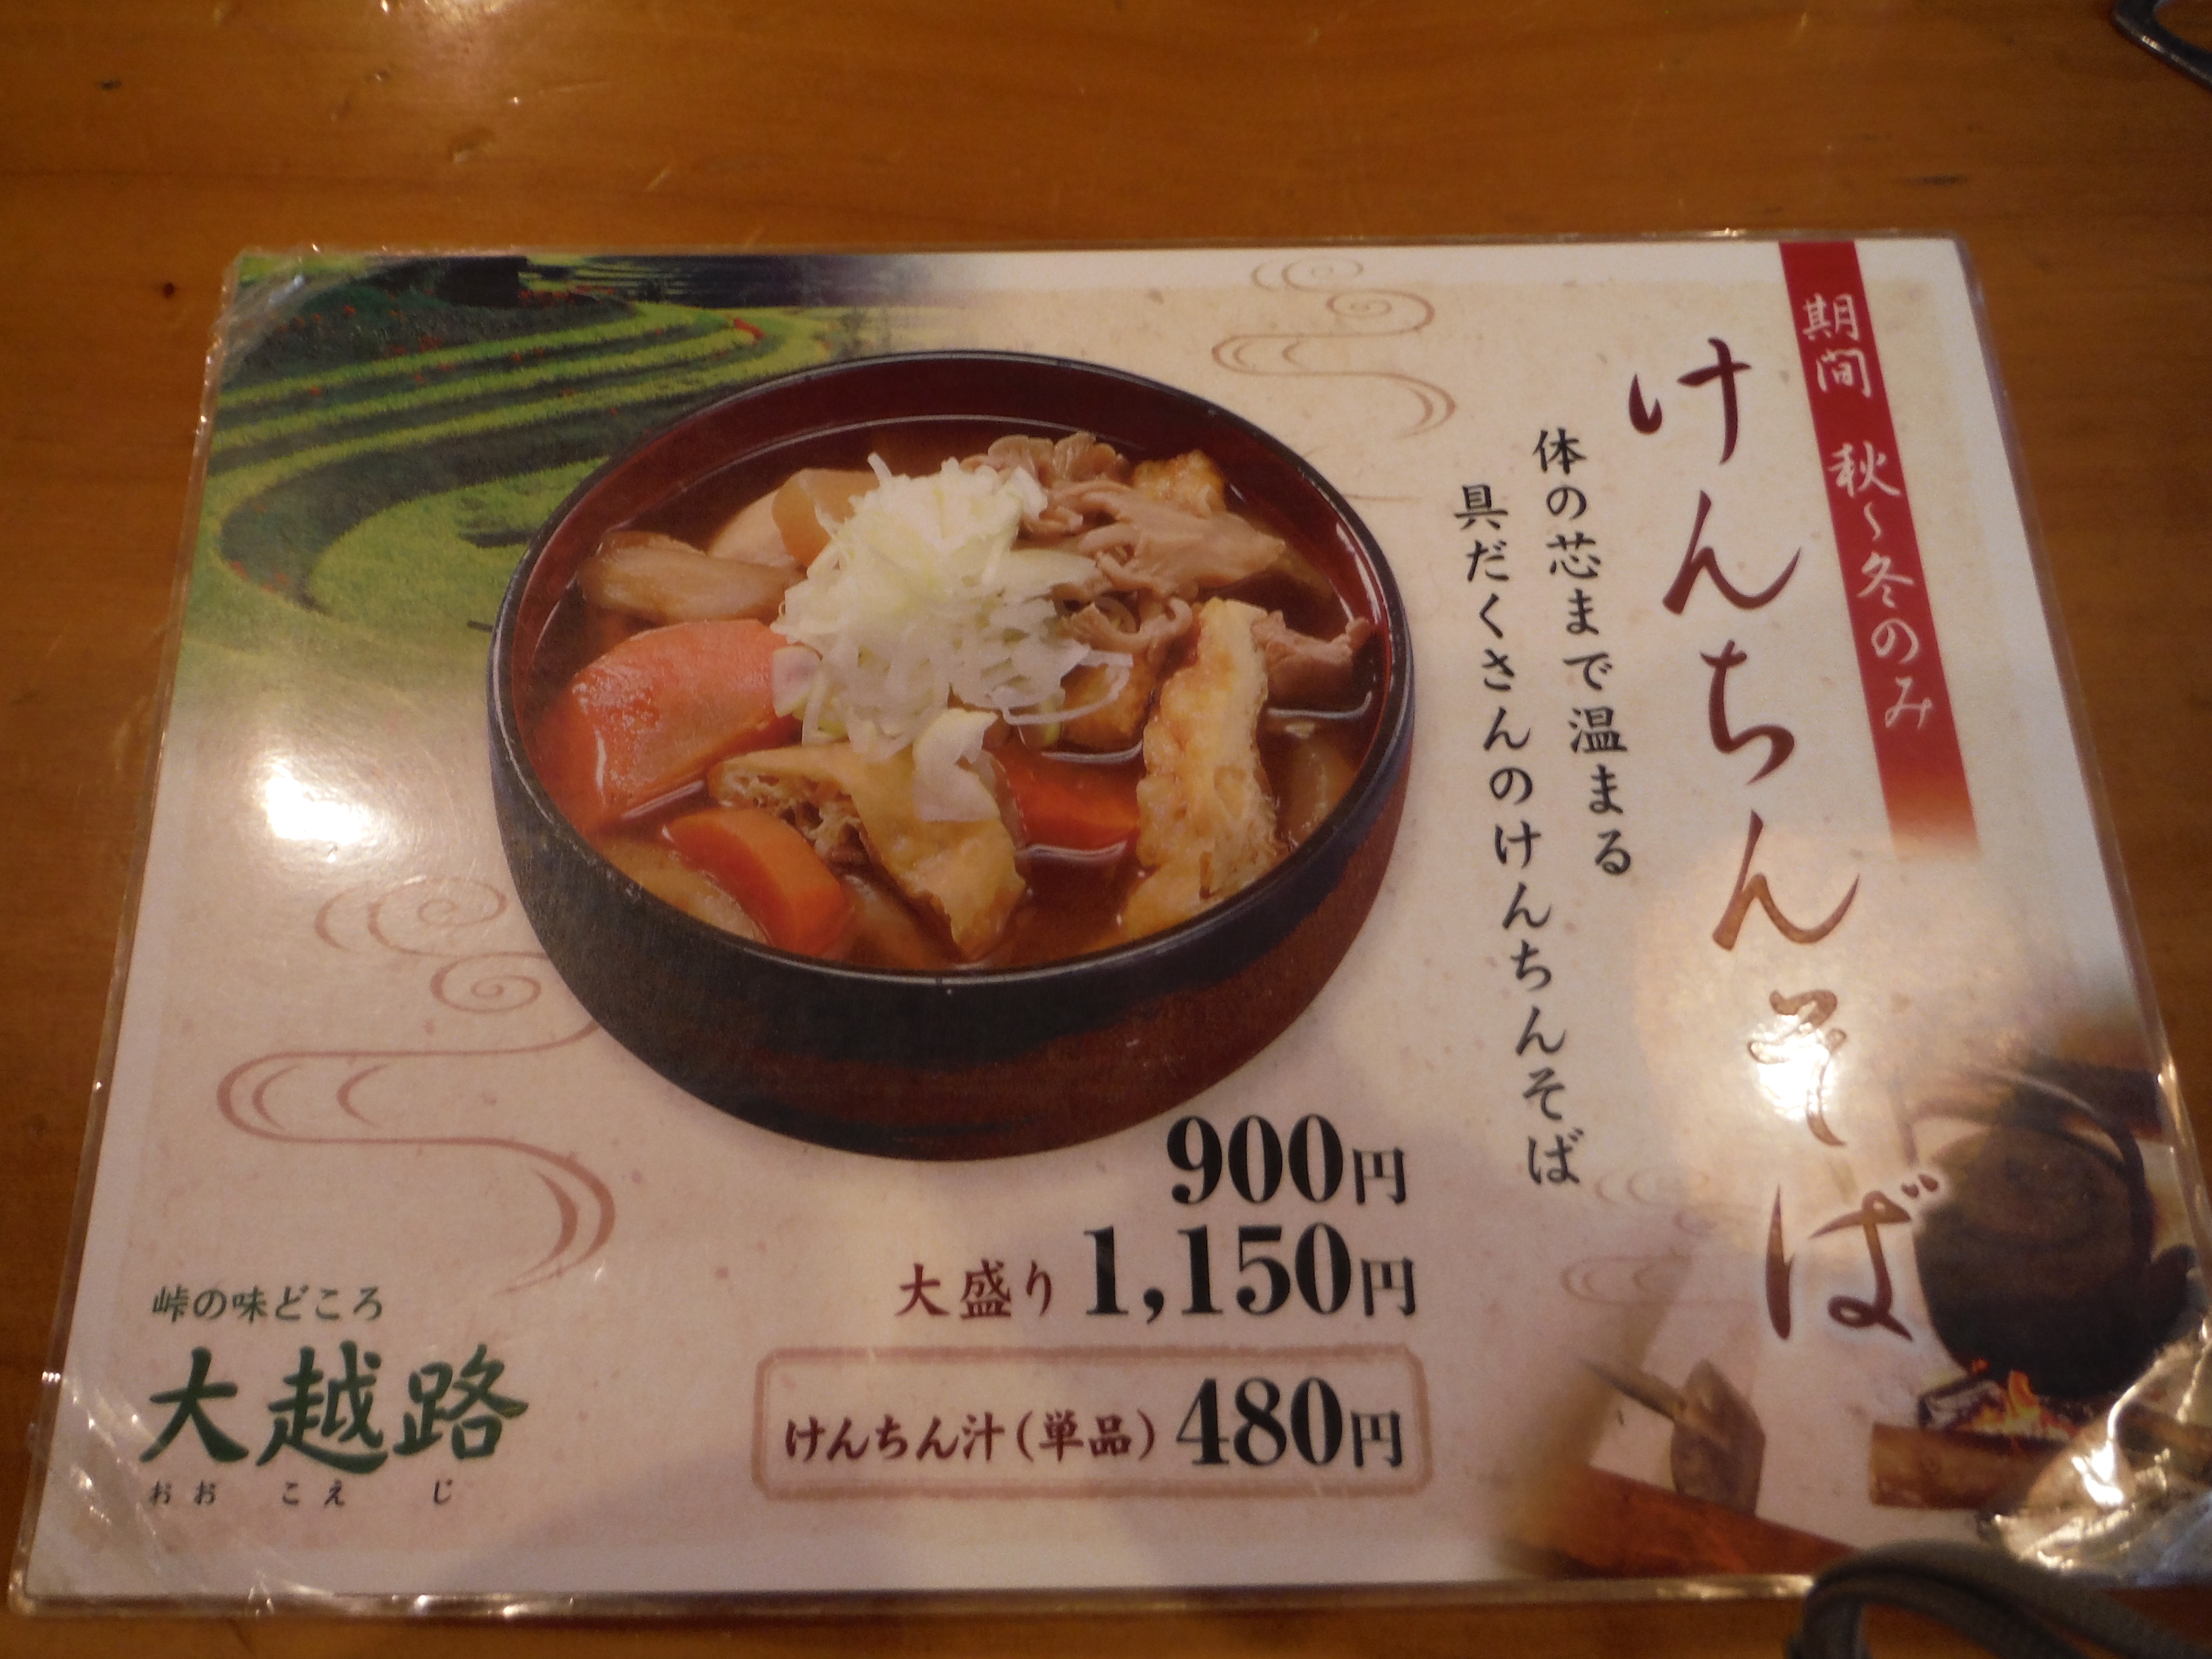 期間 秋～冬のみ
けんちんそば
体の芯まで温まる
具だくさんのけんちんそば
900円
大盛り 1,150円
けんちん汁(単品) 480円
峠の味どころ
大越路
おお こえ じ